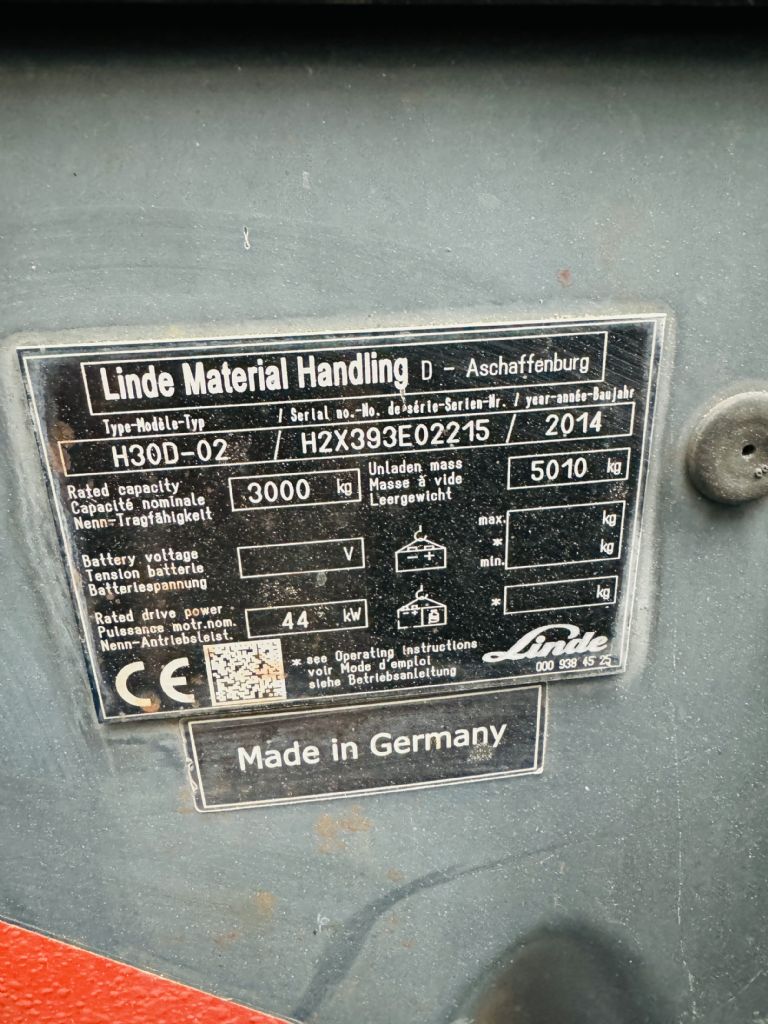 Linde Material Handling D - Aschaffenburg
Type-Modèle-Typ / Serial no.-No. de série-Serien-Nr. / year-année-Baujahr
H30D-02 / H2X393E02215 / 2014
Rated capacity
Capacité nominale
Nenn-Tragfähigkeit
3000 kg
Unladen mass
Masse à vide
Leergewicht
5010 kg
Battery voltage
Tension batterie
Batteriespannung
V
max. kg
* kg
min.
Rated drive power
Puissance motr.nom.
Nenn-Antriebsleist.
44 kW
* kg
CE
* see Operating Instructions
voir Mode d'emploi
siehe Betriebsanleitung
Linde
000 938 45 25
Made in Germany